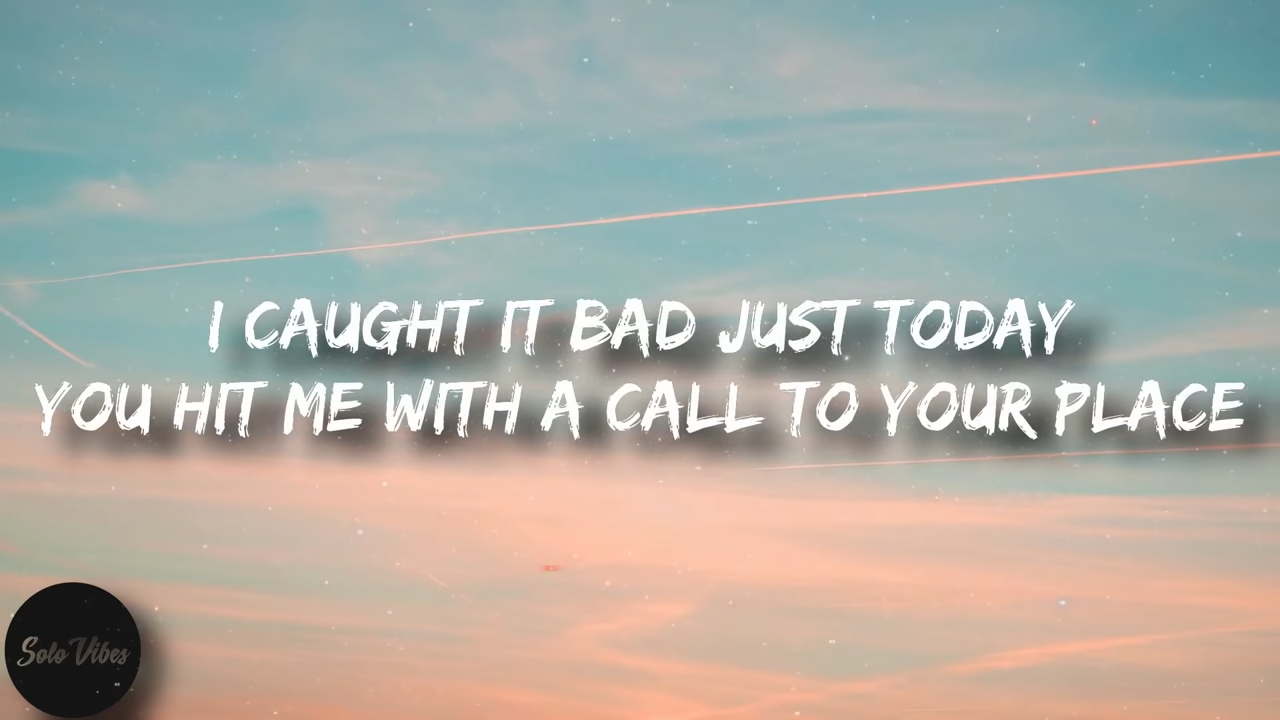 I CAUGHT IT BAD JUST TODAY
YOU HIT ME WITH A CALL TO YOUR PLACE
Solo Vibes